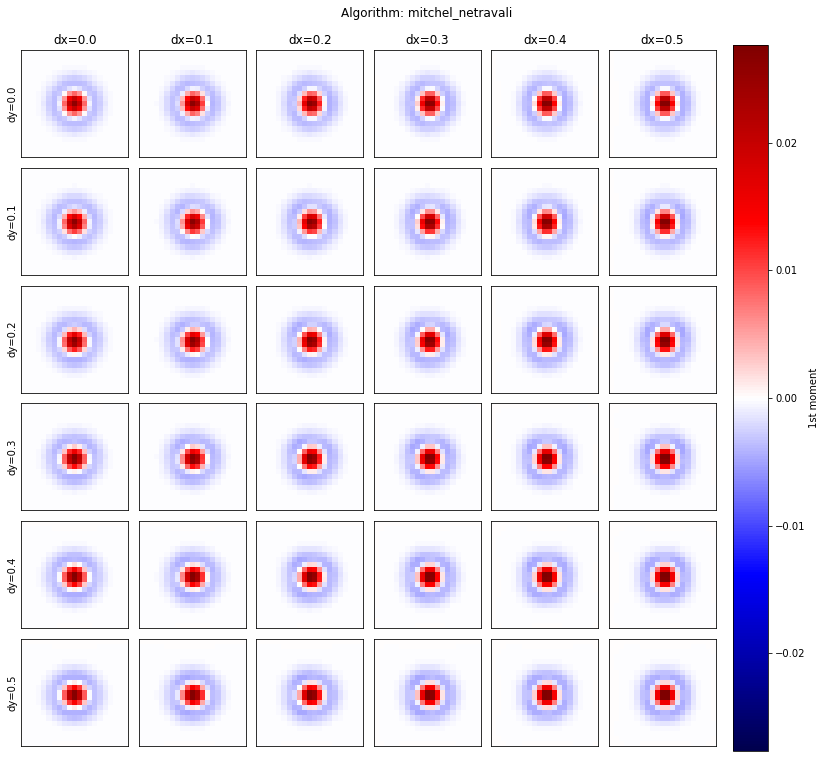 Algorithm: mitchel_netravali
dx=0.0 dx=0.1 dx=0.2 dx=0.3 dx=0.4 dx=0.5
dy=0.0
dy=0.1
dy=0.2
dy=0.3
dy=0.4
dy=0.5
0.02
0.01
0.00
−0.01
−0.02
1st moment